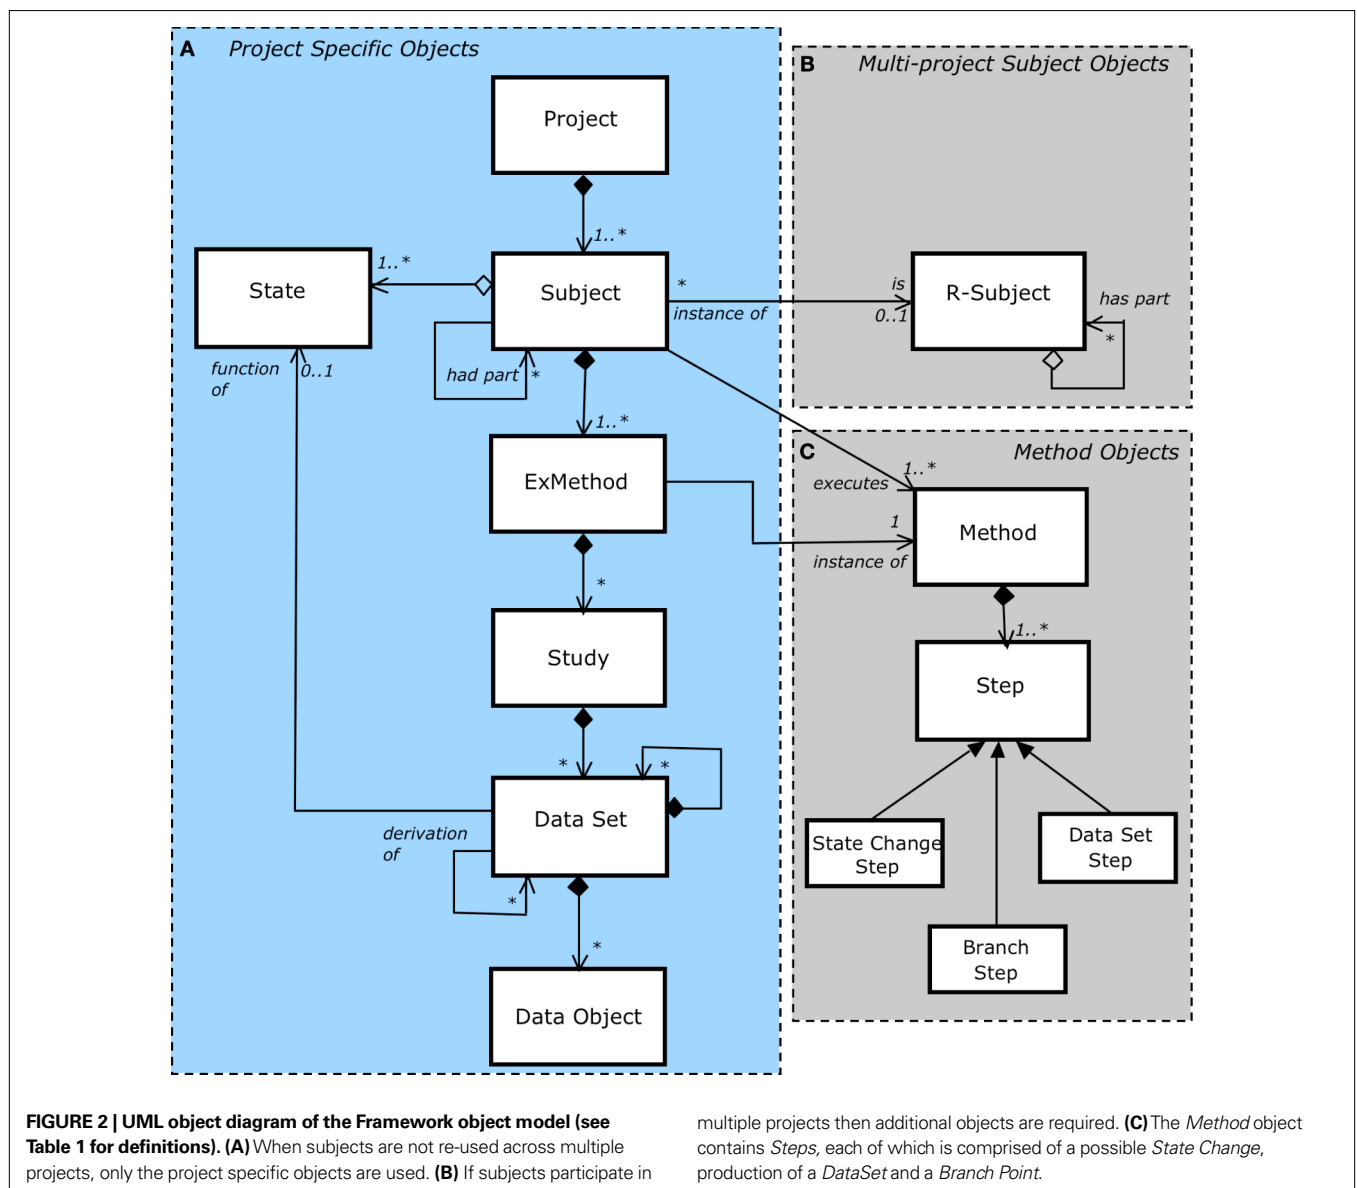 A Project Specific Objects
Project
1..*
State
1..*
Subject
*
instance of
is
0..1
had part *
function
of
0..1
1..*
ExMethod
*
Study
*
*
Data Set
derivation
of
*
*
Data Object
B Multi-project Subject Objects
R-Subject
has part
*
C Method Objects
1..*
executes
1
instance of
Method
1..*
Step
State Change
Step
Data Set
Step
Branch
Step
FIGURE 2 | UML object diagram of the Framework object model (see
Table 1 for definitions). (A) When subjects are not re-used across multiple
projects, only the project specific objects are used. (B) If subjects participate in
multiple projects then additional objects are required. (C) The Method object
contains Steps, each of which is comprised of a possible State Change,
production of a DataSet and a Branch Point.